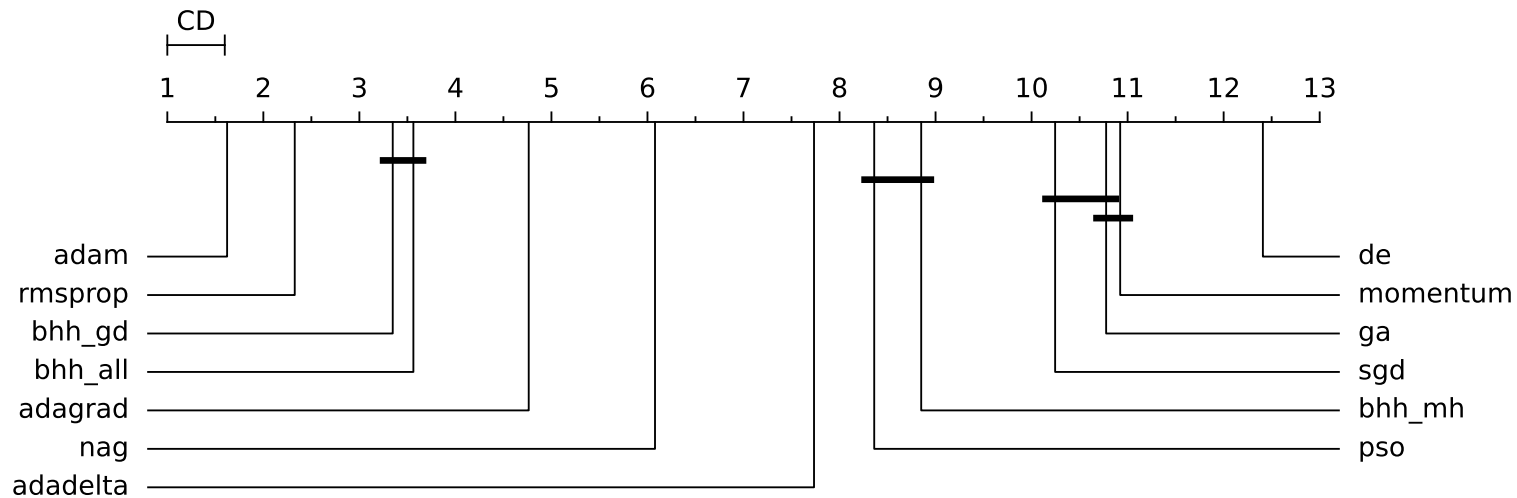 CD
1 2 3 4 5 6 7 8 9 10 11 12 13
adam de
rmsprop momentum
bhh_gd ga
bhh_all sgd
adagrad bhh_mh
nag pso
adadelta